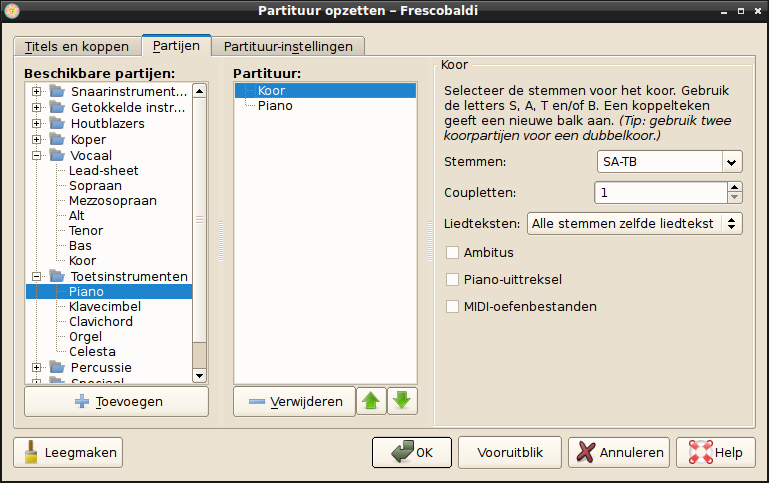 Partituur opzetten – Frescobaldi
Titels en koppen
Partijen
Partituur-instellingen
Beschikbare partijen:
Snaarinstrument...
Getokkelde instr...
Houtblazers
Koper
Vocaal
Lead-sheet
Sopraan
Mezzosopraan
Alt
Tenor
Bas
Koor
Toetsinstrumenten
Piano
Klavecimbel
Clavichord
Orgel
Celesta
Percussie
Speciaal
Toevoegen
Partituur:
Koor
Piano
Verwijderen
Koor
Selecteer de stemmen voor het koor. Gebruik
de letters S, A, T en/of B. Een koppelteken
geeft een nieuwe balk aan. (Tip: gebruik twee
koorpartijen voor een dubbelkoor.)
Stemmen: SA-TB
Coupletten: 1
Liedteksten: Alle stemmen zelfde liedtekst
Ambitus
Piano-uittreksel
MIDI-oefenbestanden
Leegmaken
OK
Vooruitblik
Annuleren
Help